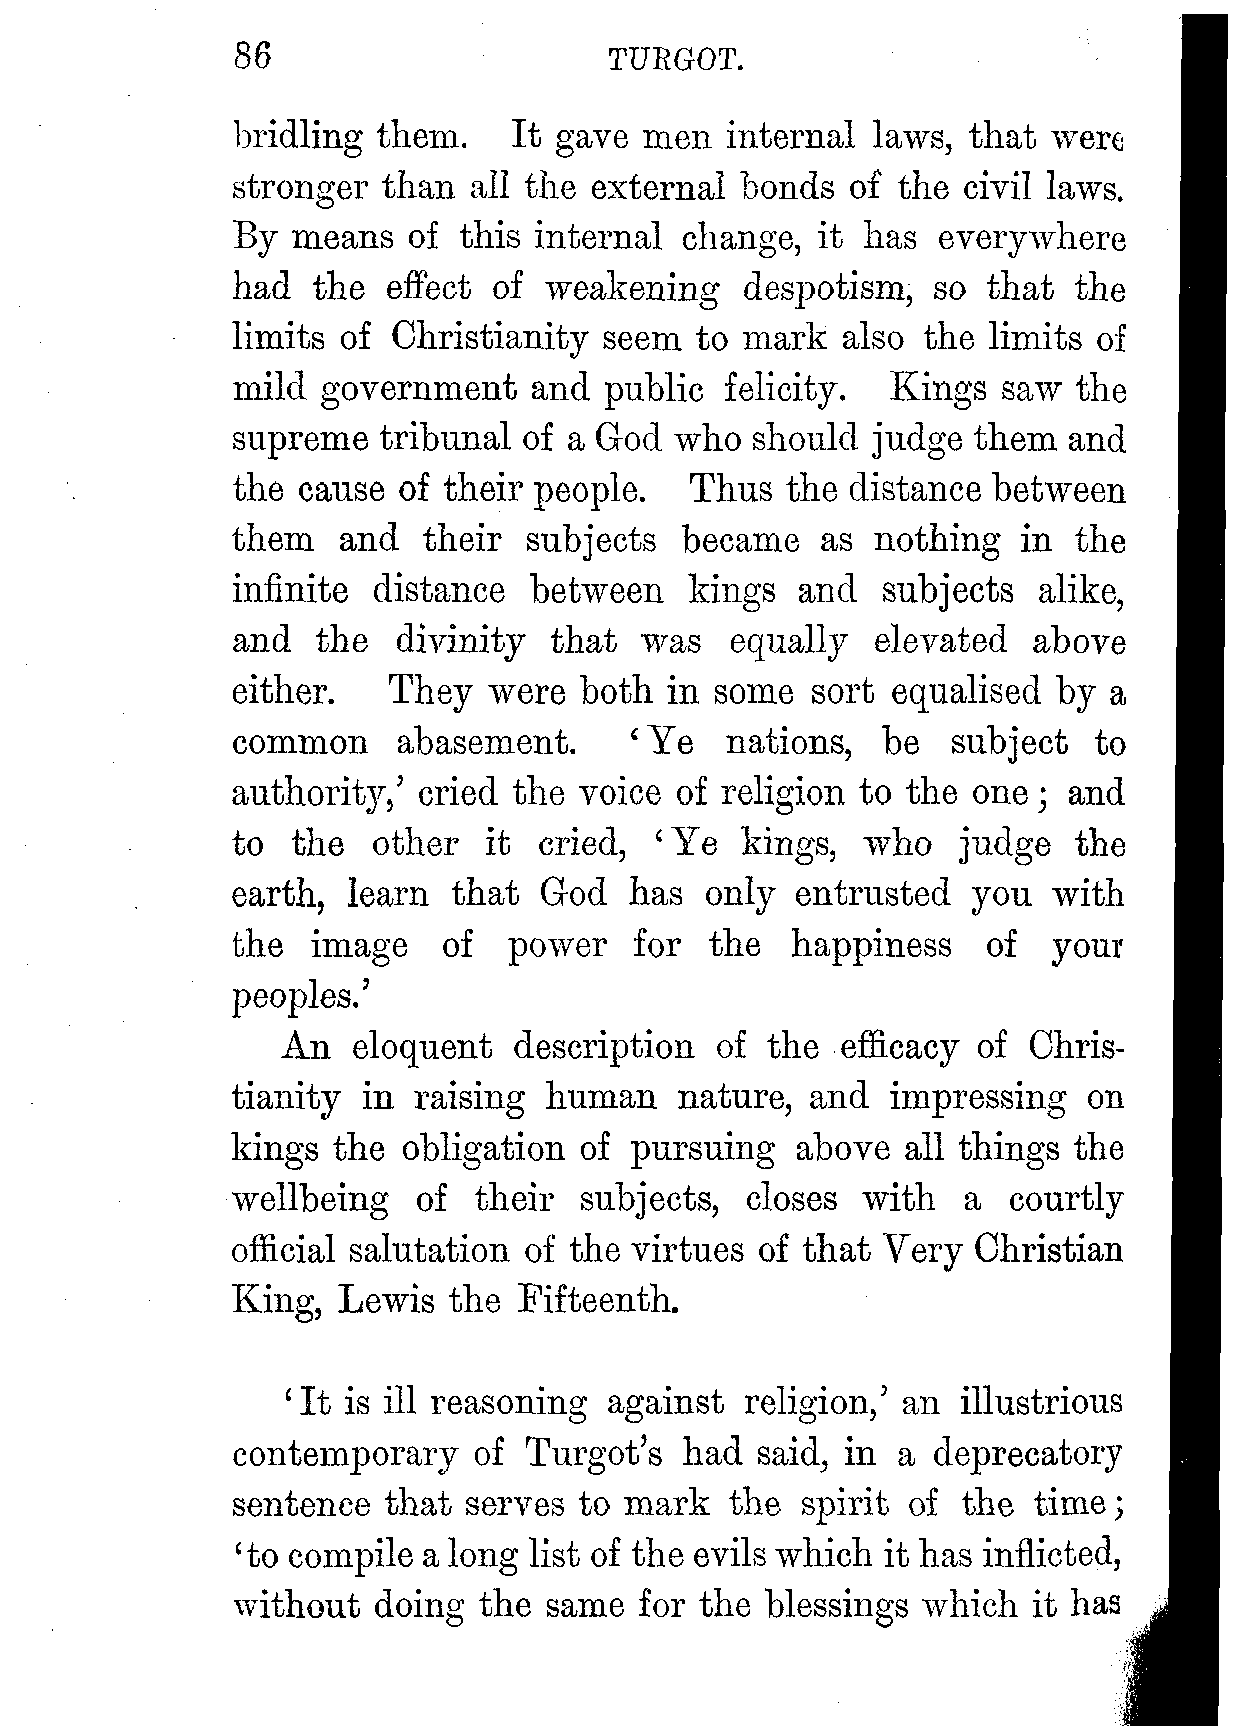 86 TURGOT.
bridling them. It gave men internal laws, that were
stronger than all the external bonds of the civil laws.
By means of this internal change, it has everywhere
had the effect of weakening despotism, so that the
limits of Christianity seem to mark also the limits of
mild government and public felicity. Kings saw the
supreme tribunal of a God who should judge them and
the cause of their people. Thus the distance between
them and their subjects became as nothing in the
infinite distance between kings and subjects alike,
and the divinity that was equally elevated above
either. They were both in some sort equalised by a
common abasement. ‘Ye nations, be subject to
authority,’ cried the voice of religion to the one; and
to the other it cried, ‘Ye kings, who judge the
earth, learn that God has only entrusted you with
the image of power for the happiness of your
peoples.’
An eloquent description of the efficacy of Chris-
tianity in raising human nature, and impressing on
kings the obligation of pursuing above all things the
wellbeing of their subjects, closes with a courtly
official salutation of the virtues of that Very Christian
King, Lewis the Fifteenth.
‘It is ill reasoning against religion,’ an illustrious
contemporary of Turgot’s had said, in a deprecatory
sentence that serves to mark the spirit of the time;
‘to compile a long list of the evils which it has inflicted,
without doing the same for the blessings which it has